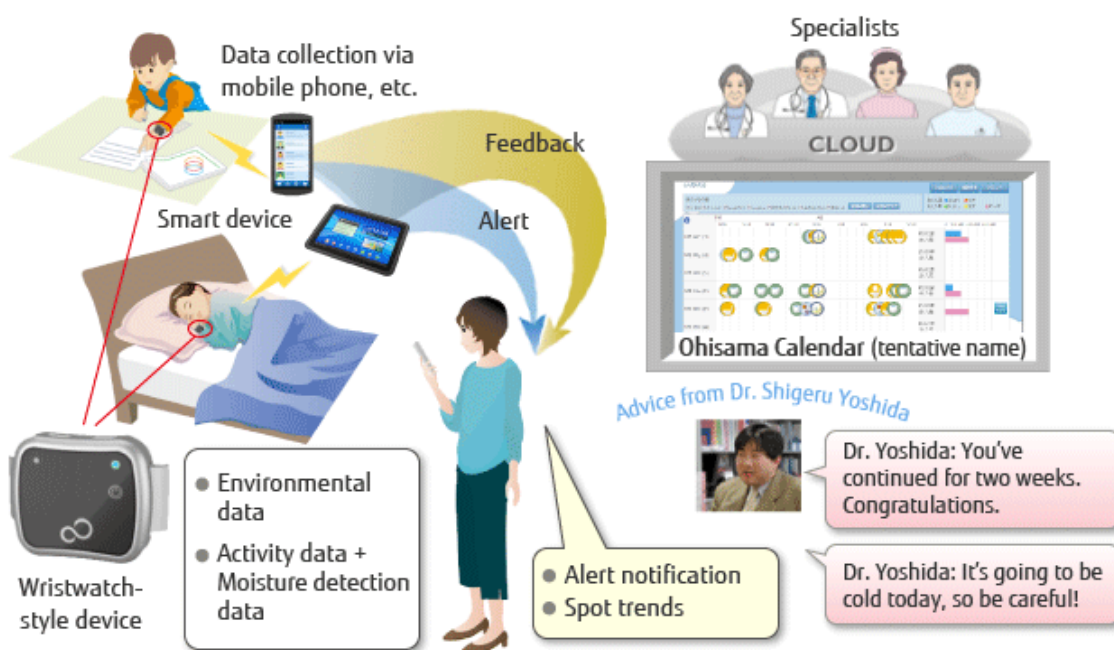 Data collection via
mobile phone, etc.
Smart device
Feedback
Alert
Specialists
CLOUD
Ohisama Calendar (tentative name)
Advice from Dr. Shigeru Yoshida
Dr. Yoshida: You've
continued for two weeks.
Congratulations.
Dr. Yoshida: It's going to be
cold today, so be careful!
Wristwatch-
style device
● Environmental
data
● Activity data +
Moisture detection
data
● Alert notification
● Spot trends